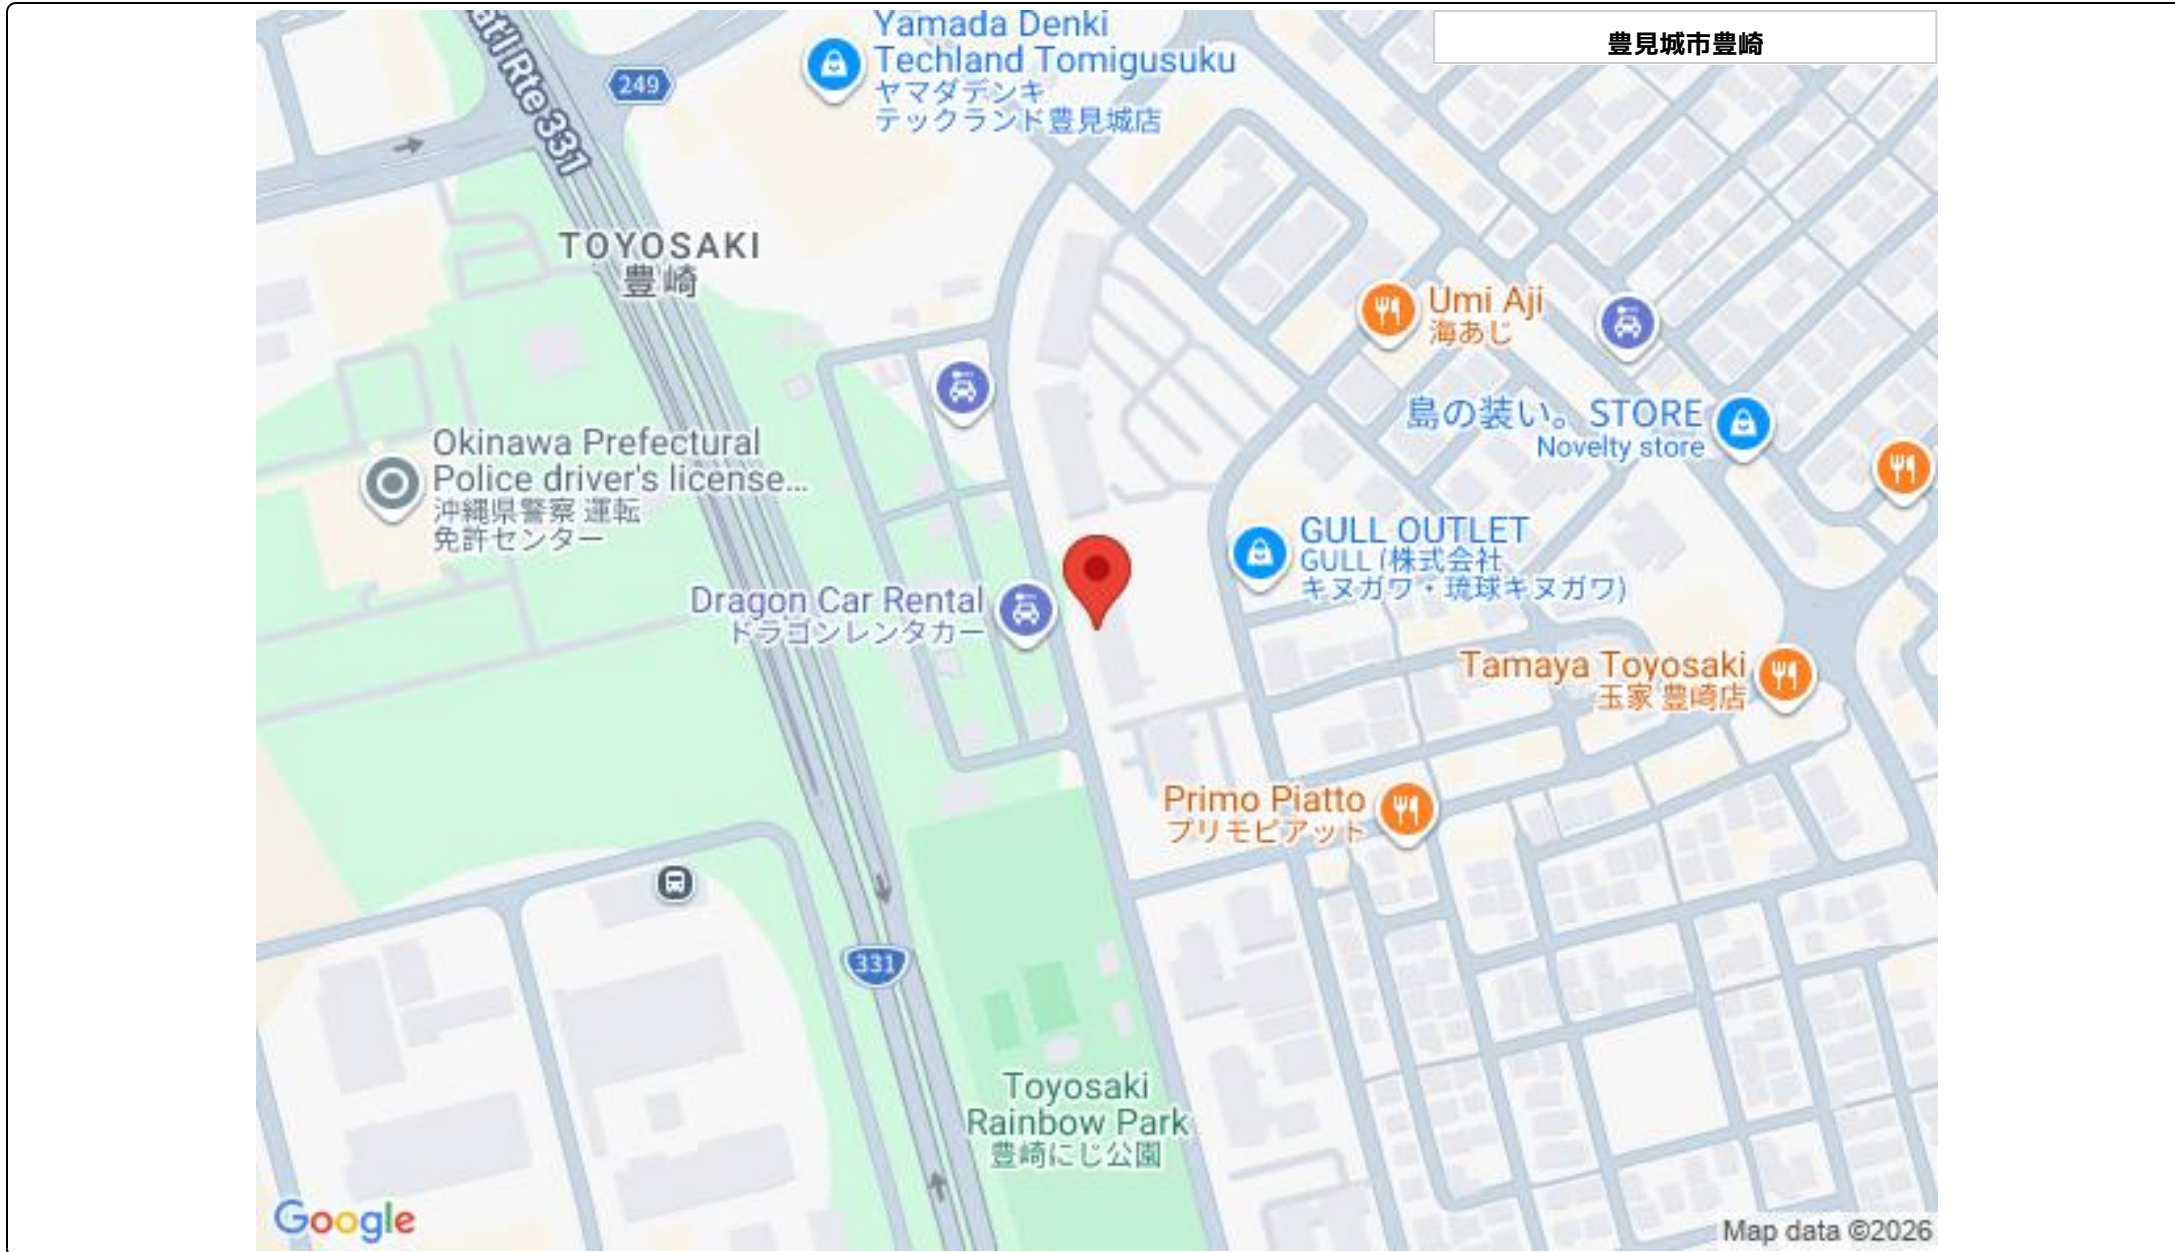 豊見城市豊崎
Yamada Denki
Techland Tomigusuku
ヤマダデンキ
テックランド豊見城店
249
at'l Rte 331
TOYOSAKI
豊崎
Umi Aji
海あじ
島の装い。STORE
Novelty store
Okinawa Prefectural
Police driver's license...
沖縄県警察 運転
免許センター
GULL OUTLET
GULL (株式会社
キヌガワ・琉球キヌガワ)
Dragon Car Rental
ドラゴンレンタカー
Tamaya Toyosaki
玉家 豊崎店
Primo Piatto
プリモピアット
331
Toyosaki
Rainbow Park
豊崎にじ公園
Google
Map data ©2026